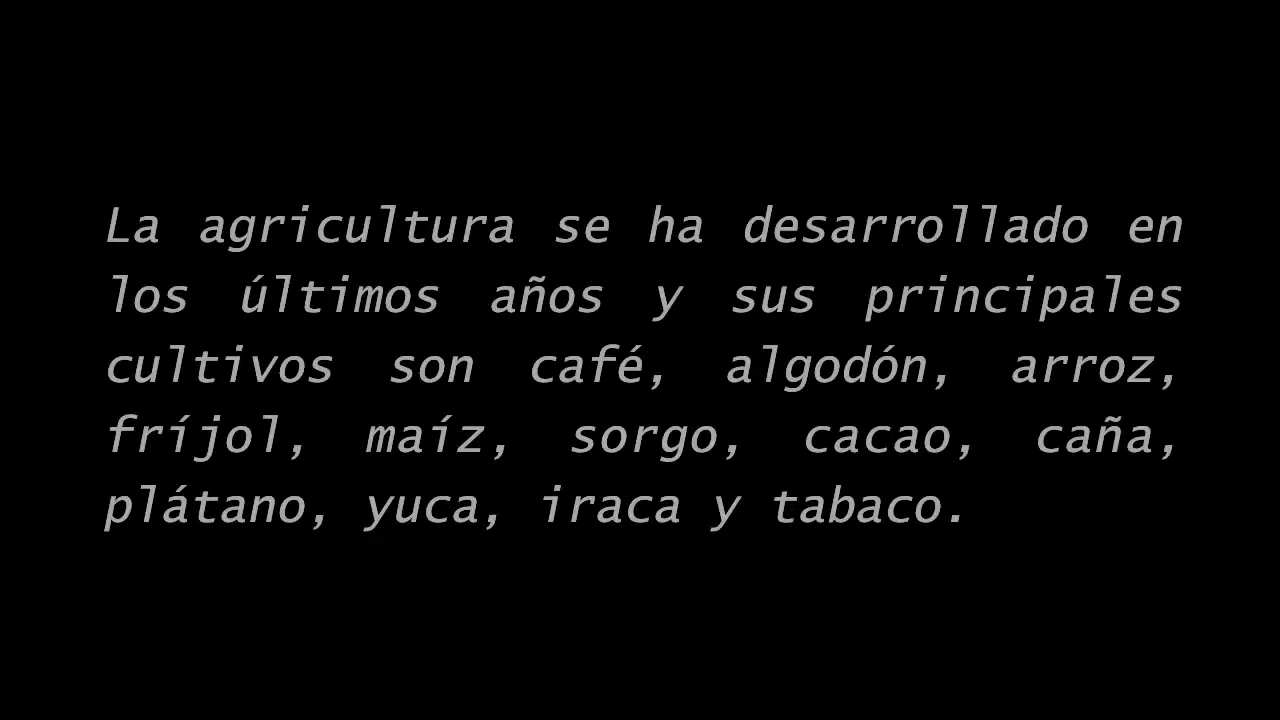 La agricultura se ha desarrollado en
los últimos años y sus principales
cultivos son café, algodón, arroz,
fríjol, maíz, sorgo, cacao, caña,
plátano, yuca, iraca y tabaco.